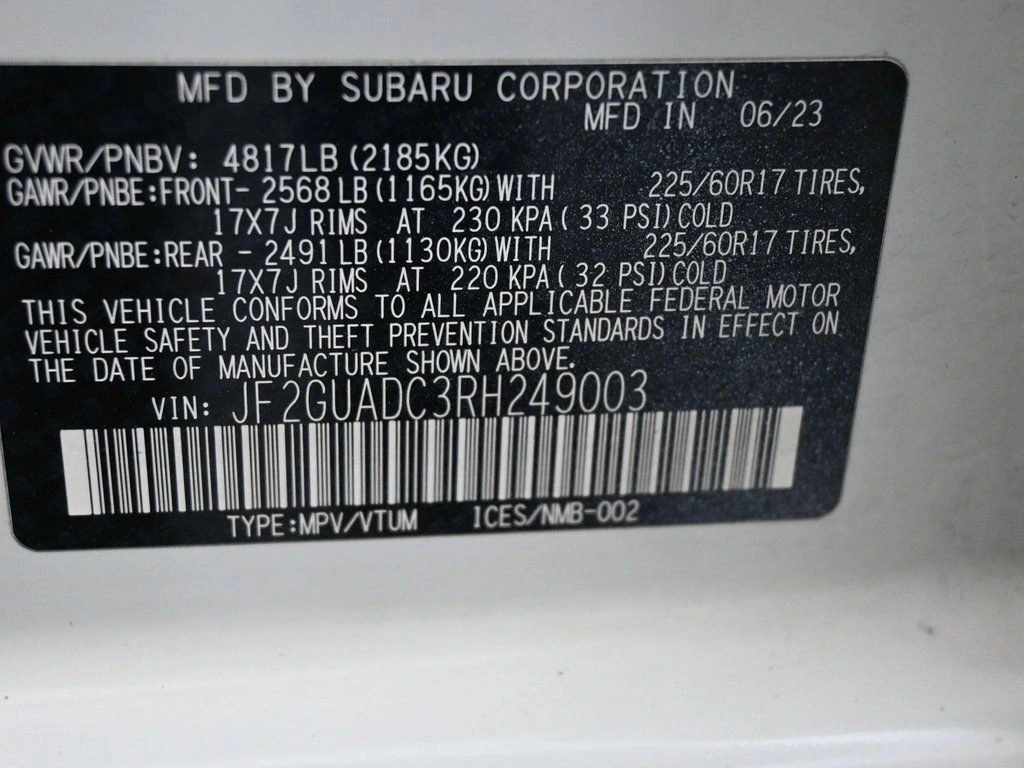 MFD BY SUBARU CORPORATION
MFD IN 06/23
GVWR/PNBV: 4817LB (2185KG)
GAWR/PNBE:FRONT- 2568 LB (1165KG) WITH 225/60R17 TIRES,
17X7J RIMS AT 230 KPA ( 33 PSI) COLD
GAWR/PNBE:REAR - 2491 LB (1130KG) WITH 225/60R17 TIRES,
17X7J RIMS AT 220 KPA ( 32 PSI) COLD
THIS VEHICLE CONFORMS TO ALL APPLICABLE FEDERAL MOTOR
VEHICLE SAFETY AND THEFT PREVENTION STANDARDS IN EFFECT ON
THE DATE OF MANUFACTURE SHOWN ABOVE.
VIN: JF2GUADC3RH249003
TYPE:MPV/VTUM ICES/NMB-002